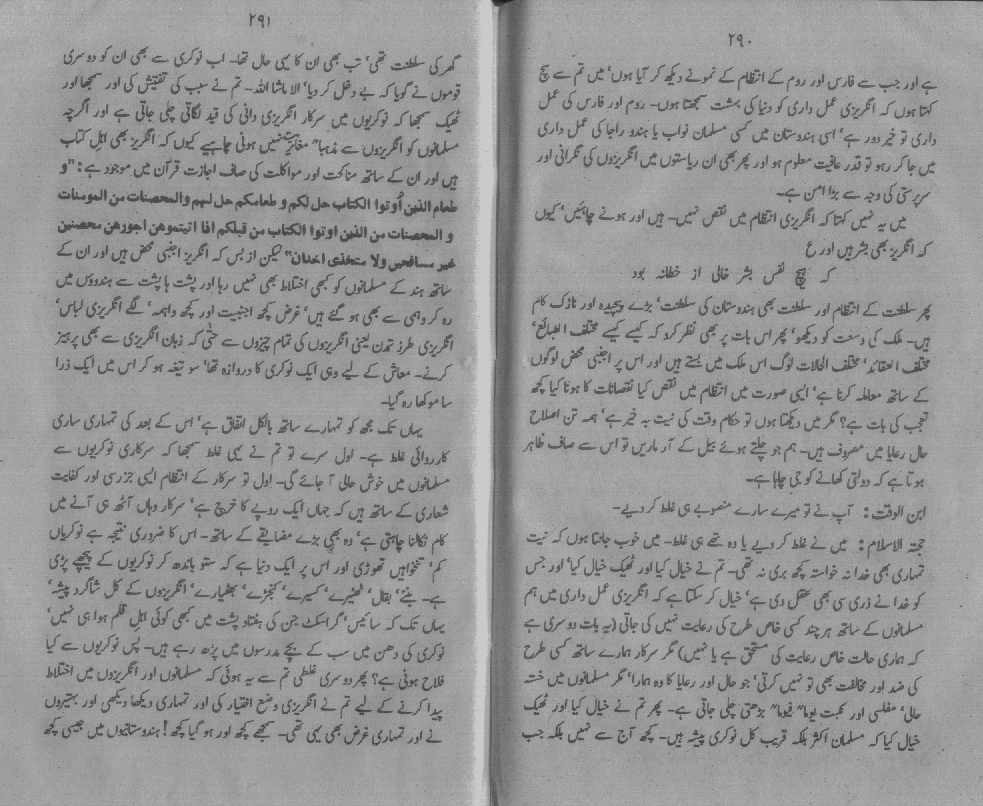 ۲۹۰
ہے اور جب سے فارس اور روم کے انتظام کے نمونے دیکھ کر آیا ہوں، میں تم سے سچ
کہتا ہوں کہ انگریزی عمل داری کو دنیا کی بہشت سمجھتا ہوں۔ روم اور فارس کی عمل
داری تو خیر دور ہے، اسی ہندوستان میں کسی مسلمان نواب یا ہندو راجا کی عمل داری
میں جا کر رہو تو قدر عافیت معلوم ہو اور پھر بھی ان ریاستوں میں انگریزوں کی نگرانی اور
سرپرستی کی وجہ سے بڑا امن ہے۔
میں یہ نہیں کہتا کہ انگریزی انتظام میں نقص نہیں۔ ہیں اور ہونے چاہئیں، کیوں
کہ انگریز بھی بشر ہیں اور ع
کہ ہیچ نفس بشر خالی از خطانہ بود
پھر سلطنت کے انتظام اور سلطنت بھی ہندوستان کی سلطنت، بڑے پیچیدہ اور نازک کام
ہیں۔ ملک کی وسعت کو دیکھو، پھر اس بات پر بھی نظر کرو کہ کیسے کیسے مختلف الطبائع،
مختلف العقائد، مختلف الحالات لوگ اس ملک میں بستے ہیں اور اس پر اجنبی محض لوگوں
کے ساتھ معاملہ کرنا ہے، ایسی صورت میں انتظام میں نقص کیا نقصانات کا ہونا کیا کچھ
تعجب کی بات ہے؟ مگر میں دیکھتا ہوں تو حکام وقت کی نیت بہ خیر ہے، ہمہ تن اصلاح
حال رعایا میں مصروف ہیں۔ ہم جو چلتے ہوئے بیل کے آر ماریں تو اس سے صاف ظاہر
ہوتا ہے کہ دولتی کھانے کو جی چاہا ہے۔
ابن الوقت: آپ نے تو میرے سارے منصوبے ہی غلط کر دیے۔
حجتہ الاسلام: میں نے غلط کر دیے یا وہ تھے ہی غلط۔ میں خوب جانتا ہوں کہ نیت
تمہاری بھی خدانہ خواستہ کچھ بری نہ تھی۔ تم نے خیال کیا اور ٹھیک خیال کیا، اور جس
کو خدا نے ذری سی بھی عقل دی ہے، خیال کر سکتا ہے کہ انگریزی عمل داری میں ہم
مسلمانوں کے ساتھ ہرچند کسی خاص طرح کی رعایت نہیں کی جاتی (یہ بات دوسری ہے
کہ ہماری حالت خاص رعایت کی مستحق ہے یا نہیں) مگر سرکار ہمارے ساتھ کسی طرح
کی ضد اور مخالفت بھی تو نہیں کرتی، جو حال اور رعایا کا وہ ہمارا، مگر مسلمانوں میں خستہ
حالی، مفلسی اور نکبت یوما" فیوما" بڑھتی چلی جاتی ہے۔ پھر تم نے خیال کیا اور ٹھیک
خیال کیا کہ مسلمان اکثر بلکہ قریب کل نوکری پیشہ ہیں۔ کچھ آج سے نہیں بلکہ جب
۲۹۱
گھر کی سلطنت تھی، تب بھی ان کا یہی حال تھا۔ اب نوکری سے بھی ان کو دوسری
قوموں نے گویا کہ بے دخل کر دیا، الا ماشا اللہ۔ تم نے سبب کی تفتیش کی اور سمجھا اور
ٹھیک سمجھا کہ نوکریوں میں سرکار انگریزی دانی کی قید لگاتی چلی جاتی ہے اور اگرچہ
مسلمانوں کو انگریزوں سے مذہبا" مغائرت نہیں ہونی چاہیے کیوں کہ انگریز بھی اہل کتاب
ہیں اور ان کے ساتھ مناکحت اور مواکلت کی صاف اجازت قرآن میں موجود ہے: "و
طعام الذین أوتوا الکتاب حل لکم و طعامکم حل لہم والمحصنات من المومنات
و المحصنات من الذین اوتوا الکتاب من قبلکم اذا اتیتموهن اجورهن محصنین
غیر مسافحین ولا متخذی اخدان" لیکن از بس کہ انگریز اجنبی محض ہیں اور ان کے
ساتھ ہند کے مسلمانوں کو کبھی اختلاط بھی نہیں رہا اور پشت ہا پشت سے ہندوؤں میں
رہ کر وہمی سے بھی ہو گئے ہیں، غرض کچھ اجنبیت اور کچھ واہمہ، لگے انگریزی لباس،
انگریزی طرز تمدن یعنی انگریزوں کی تمام چیزوں سے حتٰی کہ زبان انگریزی سے بھی پرہیز
کرنے۔ معاش کے لیے وہی ایک نوکری کا دروازہ تھا، سو تیغہ ہو کر اس میں ایک ذرا
سا موکھا رہ گیا۔
یہاں تک مجھ کو تمہارے ساتھ بالکل اتفاق ہے، اس کے بعد کی تمہاری ساری
کارروائی غلط ہے۔ اول سرے تو تم نے یہی غلط سمجھا کہ سرکاری نوکریوں سے
مسلمانوں میں خوش حالی آ جائے گی۔ اول تو سرکار کے انتظام ایسی جزرسی اور کفایت
شعاری کے ساتھ ہیں کہ جہاں ایک روپے کا خرچ ہے، سرکار وہاں آٹھ ہی آنے میں
کام نکالنا چاہتی ہے، وہ بھی بڑے مضائقے کے ساتھ۔ اس کا ضروری نتیجہ ہے نوکریاں
کم، تنخواہیں تھوڑی اور اس پر ایک دنیا ہے کہ ستو باندھ کر نوکریوں کے پیچھے پڑی
ہے۔ بنئے، بقال، ٹھٹیرے، کسیرے، کنجڑے، بھٹیارے، انگریزوں کے کل شاگرد پیشہ،
یہاں تک کہ سائیس، گراسکٹ جن کی ہفتاد پشت میں کبھی کوئی اہل قلم ہوا ہی نہیں،
نوکری کی دھن میں سب کے بچے مدرسوں میں پڑھ رہے ہیں۔ پس نوکریوں سے کیا
فلاح ہونی ہے؟ پھر دوسری غلطی تم سے یہ ہوئی کہ مسلمانوں اور انگریزوں میں اختلاط
پیدا کرنے کے لیے تم نے انگریزی وضع اختیار کی اور تمہاری دیکھا دیکھی اور بہتیروں
نے اور تمہاری غرض بھی یہی تھی۔ سمجھے کچھ اور ہو گیا کچھ! ہندوستانیوں میں جیسی کچھ